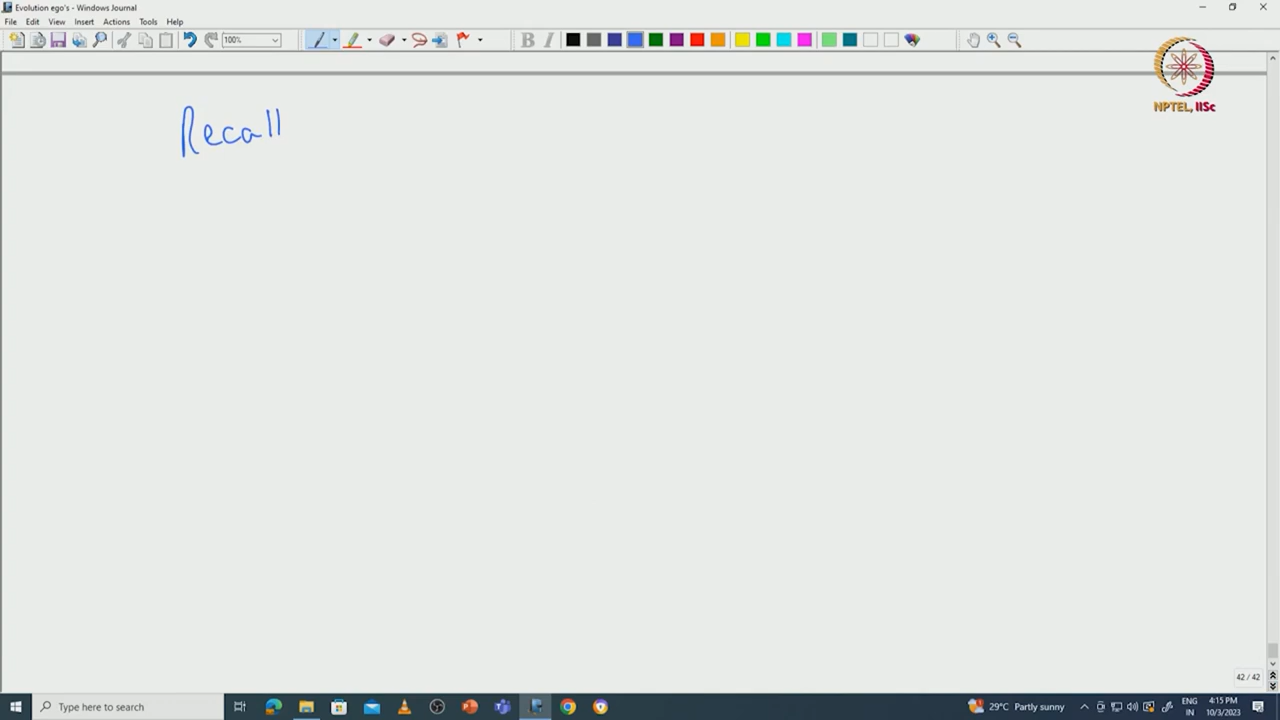 Evolution eqo's - Windows Journal
File Edit View Insert Actions Tools Help
100%
B I
NPTEL, IISc
Recall
42 / 42
Type here to search
29°C Partly sunny
ENG
IN
4:15 PM
10/3/2023